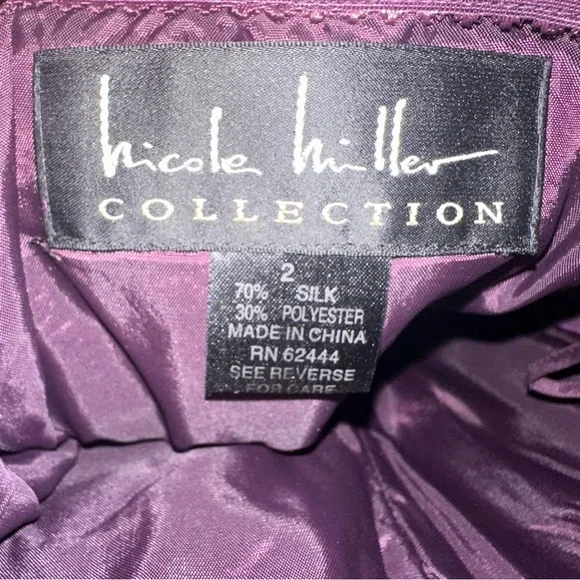 nicole miller
COLLECTION
2
70% SILK
30% POLYESTER
MADE IN CHINA
RN 62444
SEE REVERSE
FOR CARE